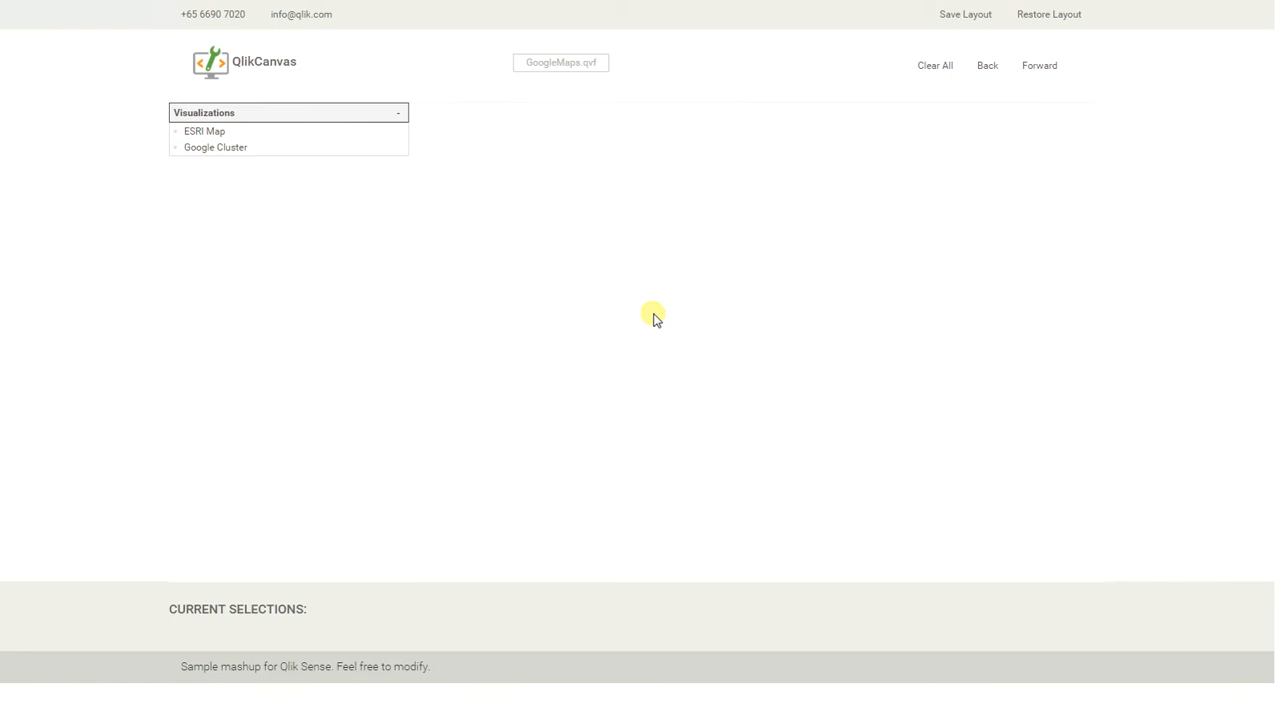 +65 6690 7020 info@qlik.com Save Layout Restore Layout
QlikCanvas GoogleMaps.qvf Clear All Back Forward
Visualizations -
ESRI Map
Google Cluster
CURRENT SELECTIONS:
Sample mashup for Qlik Sense. Feel free to modify.